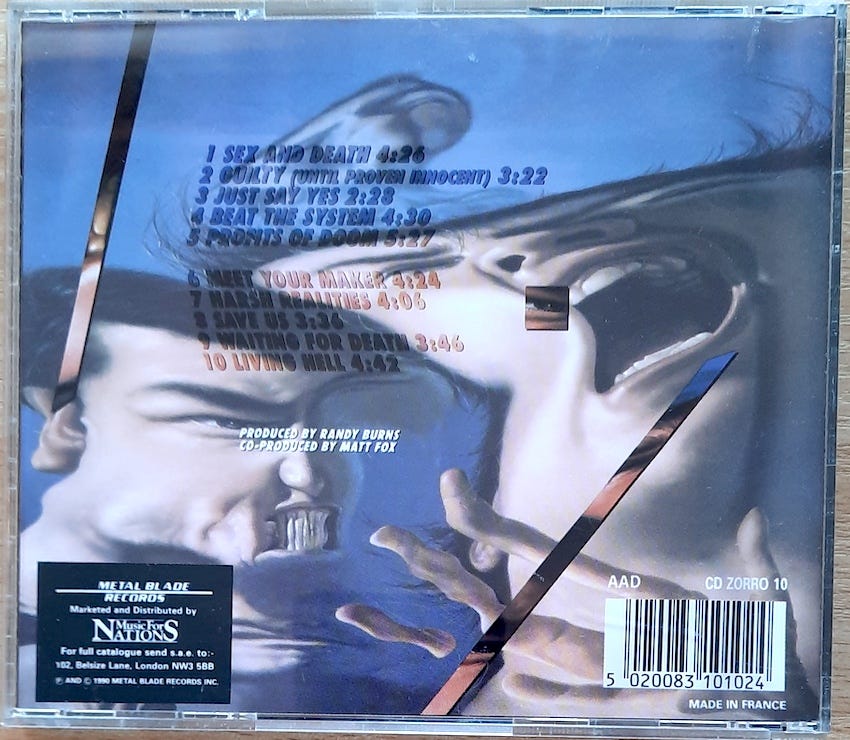 1 SEX AND DEATH 4:26
2 GUILTY (UNTIL PROVEN INNOCENT) 3:22
3 JUST SAY YES 2:28
4 BEAT THE SYSTEM 4:30
5 PROFITS OF DOOM 5:27
6 MEET YOUR MAKER 4:24
7 HARSH REALITIES 4:06
8 SAVE US 3:36
9 WAITING FOR DEATH 3:46
10 LIVING HELL 4:42
PRODUCED BY RANDY BURNS
CO-PRODUCED BY MATT FOX
METAL BLADE
RECORDS
Marketed and Distributed by
Music For
NATIONS
For full catalogue send s.a.e. to:-
102, Belsize Lane, London NW3 5BB
℗ AND © 1990 METAL BLADE RECORDS INC.
AAD CD ZORRO 10
5 020083 101024
MADE IN FRANCE